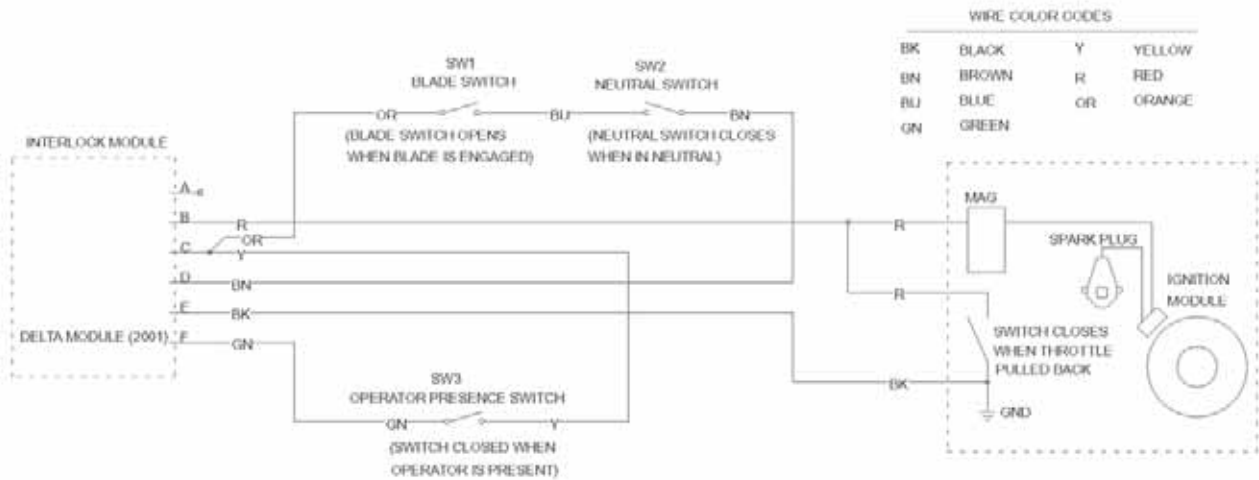 WIRE COLOR CODES
BK BLACK Y YELLOW
BN BROWN R RED
BU BLUE OR ORANGE
GN GREEN
SW1
BLADE SWITCH
SW2
NEUTRAL SWITCH
OR
BU
BN
(BLADE SWITCH OPENS
WHEN BLADE IS ENGAGED)
(NEUTRAL SWITCH CLOSES
WHEN IN NEUTRAL)
INTERLOCK MODULE
A
B
R
OR
C
Y
D
BN
E
BK
DELTA MODULE (2001)
F
GN
SW3
OPERATOR PRESENCE SWITCH
GN
Y
(SWITCH CLOSED WHEN
OPERATOR IS PRESENT)
MAG
R
SPARK PLUG
IGNITION
MODULE
R
SWITCH CLOSES
WHEN THROTTLE
PULLED BACK
BK
GND